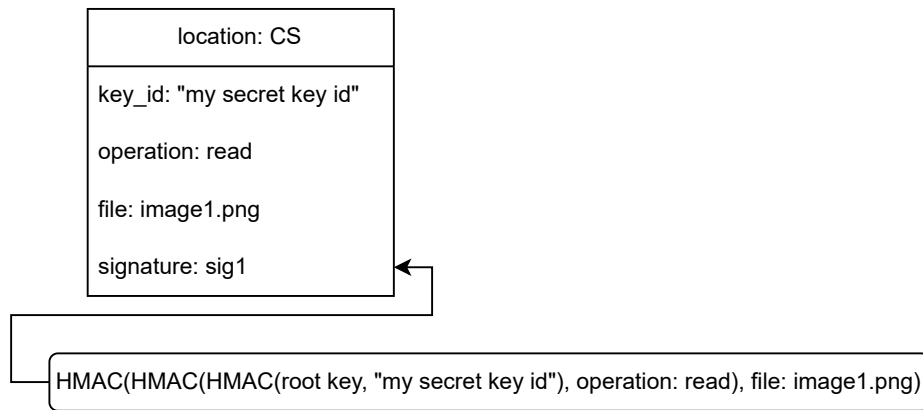 location: CS
key_id: "my secret key id"
operation: read
file: image1.png
signature: sig1
HMAC(HMAC(HMAC(root key, "my secret key id"), operation: read), file: image1.png)